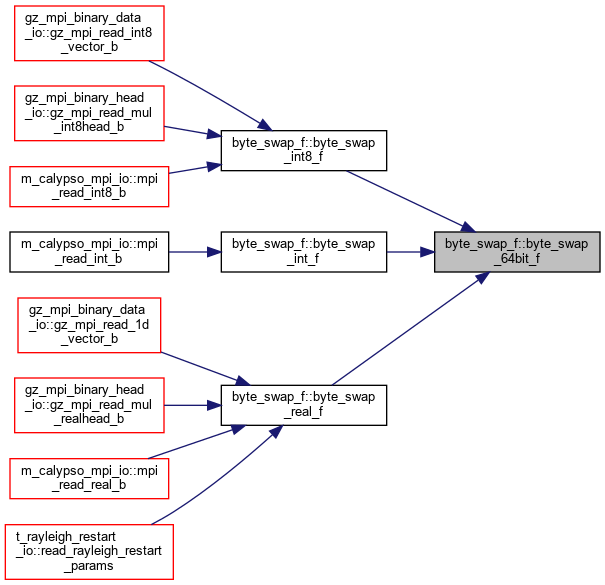 gz_mpi_binary_data
_io::gz_mpi_read_int8
_vector_b
gz_mpi_binary_head
_io::gz_mpi_read_mul
_int8head_b
m_calypso_mpi_io::mpi
_read_int8_b
m_calypso_mpi_io::mpi
_read_int_b
gz_mpi_binary_data
_io::gz_mpi_read_1d
_vector_b
gz_mpi_binary_head
_io::gz_mpi_read_mul
_realhead_b
m_calypso_mpi_io::mpi
_read_real_b
t_rayleigh_restart
_io::read_rayleigh_restart
_params
byte_swap_f::byte_swap
_int8_f
byte_swap_f::byte_swap
_int_f
byte_swap_f::byte_swap
_real_f
byte_swap_f::byte_swap
_64bit_f